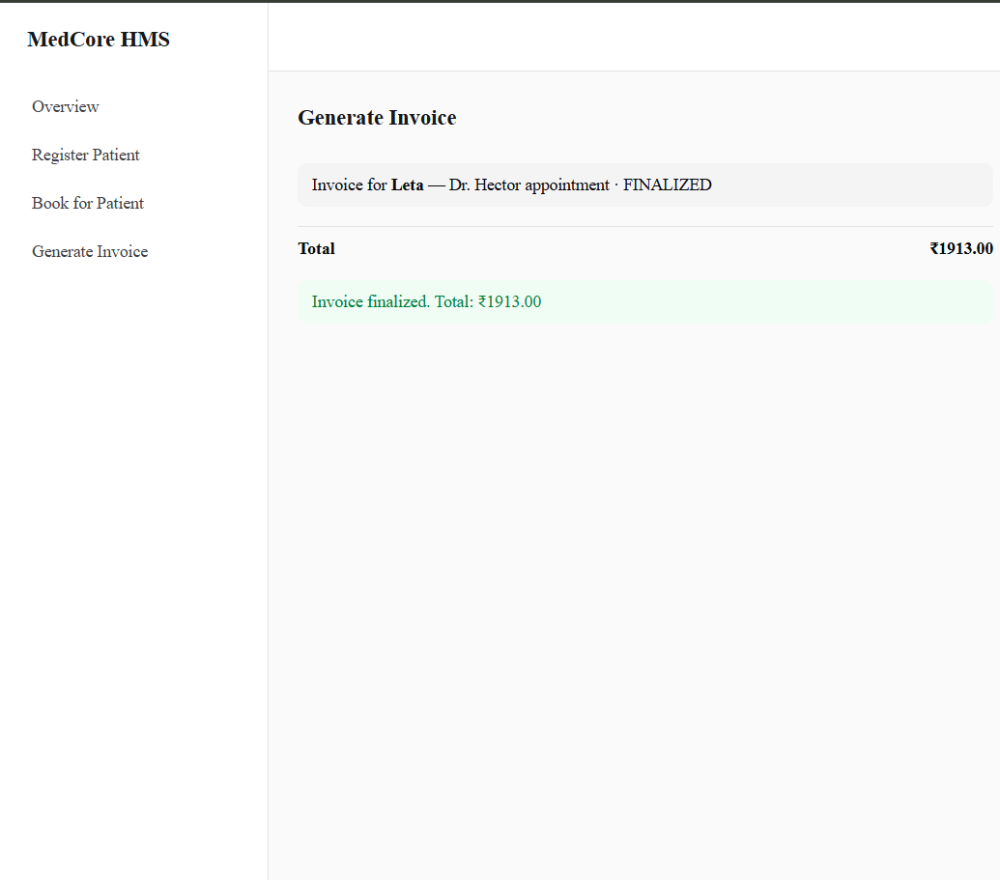 MedCore HMS
Overview
Register Patient
Book for Patient
Generate Invoice
Generate Invoice
Invoice for Leta — Dr. Hector appointment · FINALIZED
Total ₹1913.00
Invoice finalized. Total: ₹1913.00